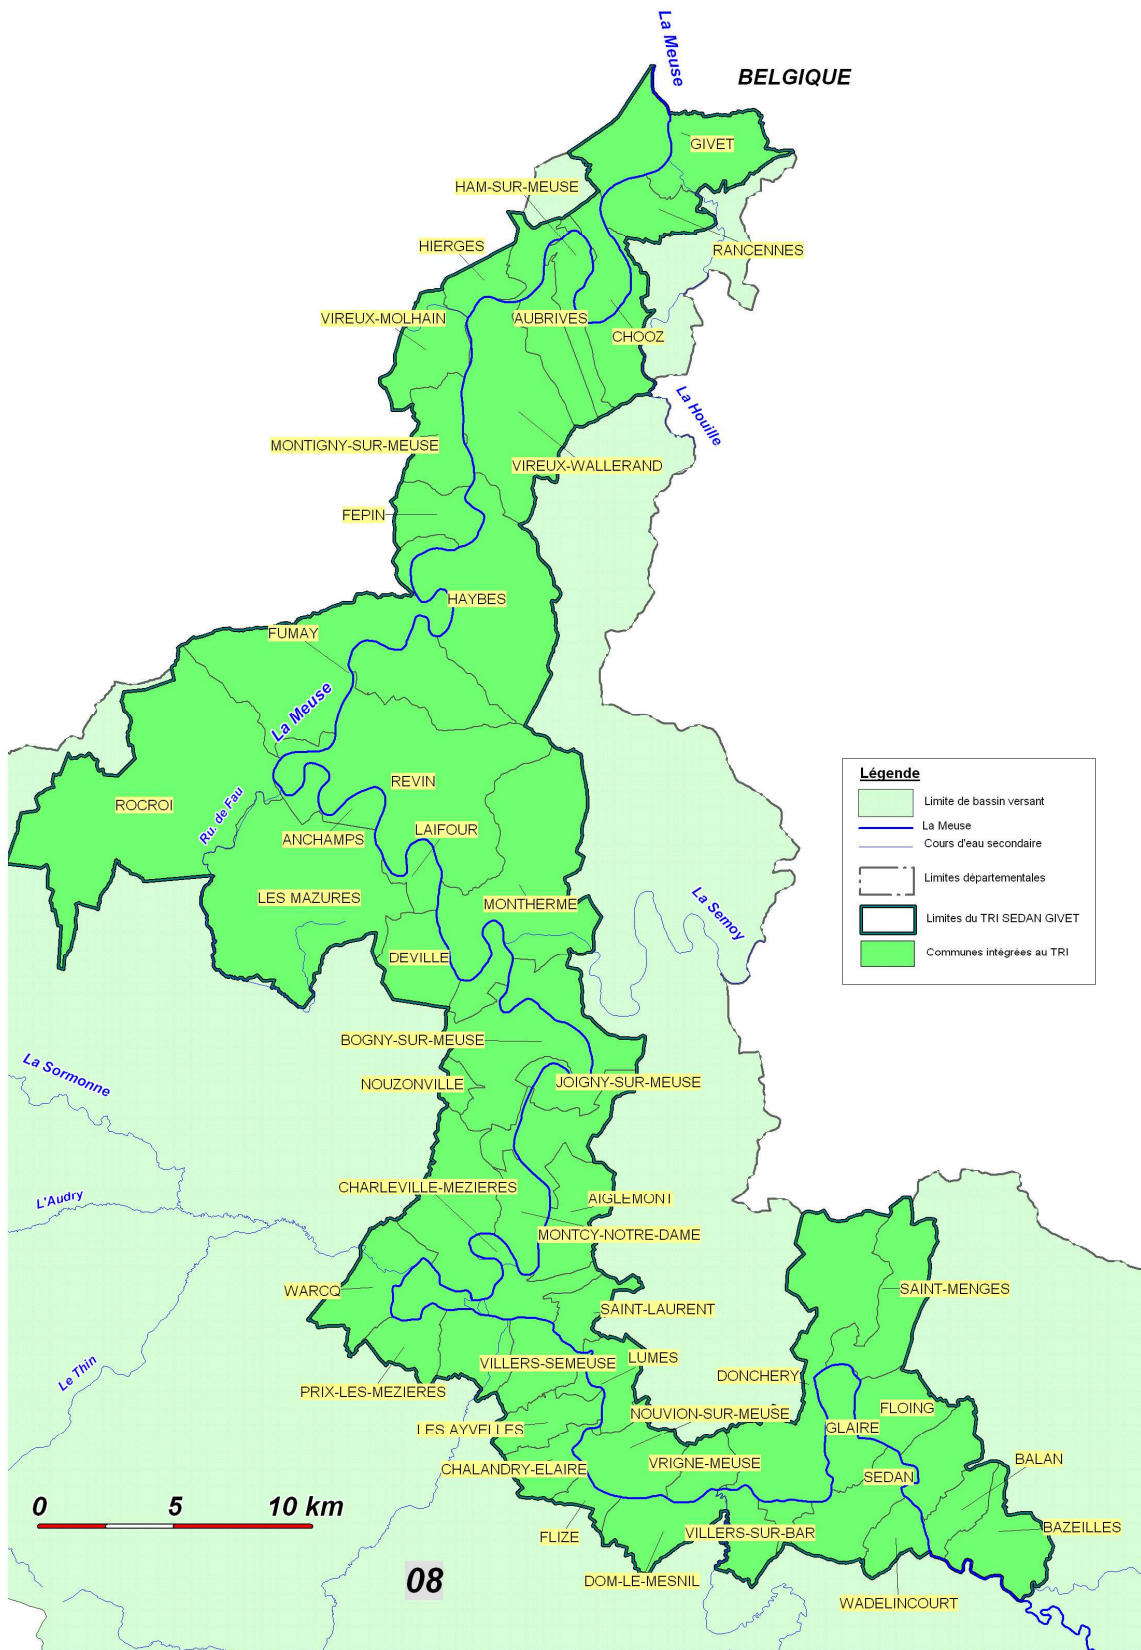 La Meuse
BELGIQUE
GIVET
HAM-SUR-MEUSE
HIERGES
RANCENNES
VIREUX-MOLHAIN
AUBRIVES
CHOOZ
La Houille
MONTIGNY-SUR-MEUSE
VIREUX-WALLERAND
FEPIN
HAYBES
FUMAY
La Meuse
REVIN
ROCROI
Ru. de Fau
ANCHAMPS
LAIFOUR
LES MAZURES
MONTHERME
La Semoy
DEVILLE
Légende
Limite de bassin versant
La Meuse
Cours d'eau secondaire
Limites départementales
Limites du TRI SEDAN GIVET
Communes intégrées au TRI
BOGNY-SUR-MEUSE
La Sormonne
NOUZONVILLE
JOIGNY-SUR-MEUSE
CHARLEVILLE-MEZIERES
L'Audry
AIGLEMONT
MONTCY-NOTRE-DAME
WARCQ
SAINT-MENGES
SAINT-LAURENT
Le Thin
VILLERS-SEMEUSE
LUMES
DONCHERY
PRIX-LES-MEZIERES
NOUVION-SUR-MEUSE
FLOING
LES AYVELLES
GLAIRE
CHALANDRY-ELAIRE
VRIGNE-MEUSE
SEDAN
BALAN
0 5 10 km
FLIZE
VILLERS-SUR-BAR
BAZEILLES
08
DOM-LE-MESNIL
WADELINCOURT